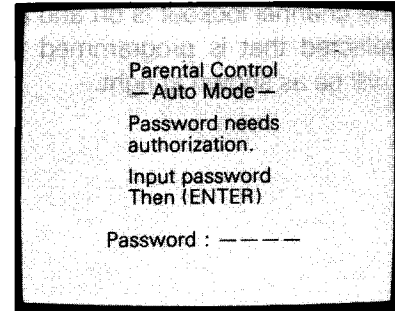 Parental Control
— Auto Mode —
Password needs
authorization.
Input password
Then (ENTER)
Password : — — — —